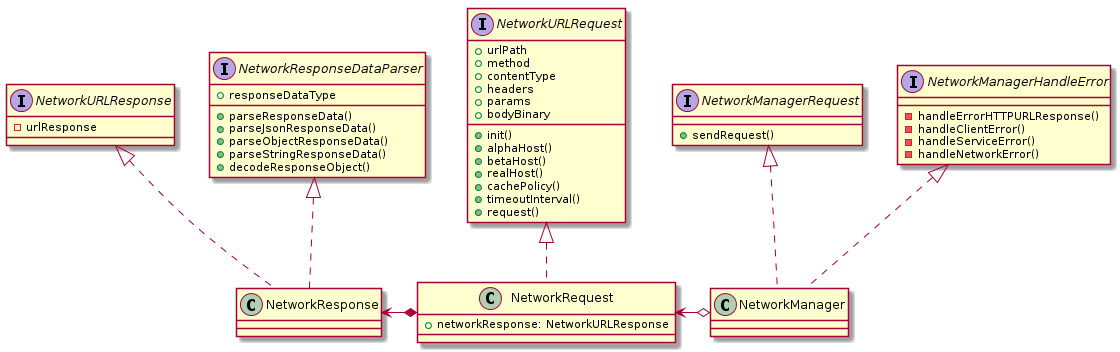 I NetworkURLResponse
urlResponse
I NetworkResponseDataParser
responseDataType
parseResponseData()
parseJsonResponseData()
parseObjectResponseData()
parseStringResponseData()
decodeResponseObject()
I NetworkURLRequest
urlPath
method
contentType
headers
params
bodyBinary
init()
alphaHost()
betaHost()
realHost()
cachePolicy()
timeoutInterval()
request()
I NetworkManagerRequest
sendRequest()
I NetworkManagerHandleError
handleErrorHTTPURLResponse()
handleClientError()
handleServiceError()
handleNetworkError()
C NetworkResponse
C NetworkRequest
networkResponse: NetworkURLResponse
C NetworkManager